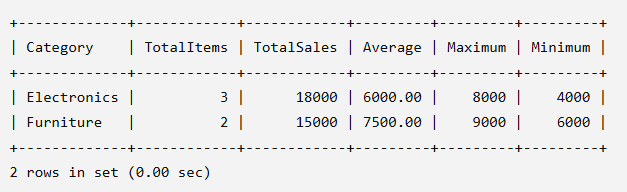 +-------------+------------+------------+---------+---------+---------+
| Category    | TotalItems | TotalSales | Average | Maximum | Minimum |
+-------------+------------+------------+---------+---------+---------+
| Electronics |          3 |      18000 | 6000.00 |    8000 |    4000 |
| Furniture   |          2 |      15000 | 7500.00 |    9000 |    6000 |
+-------------+------------+------------+---------+---------+---------+
2 rows in set (0.00 sec)